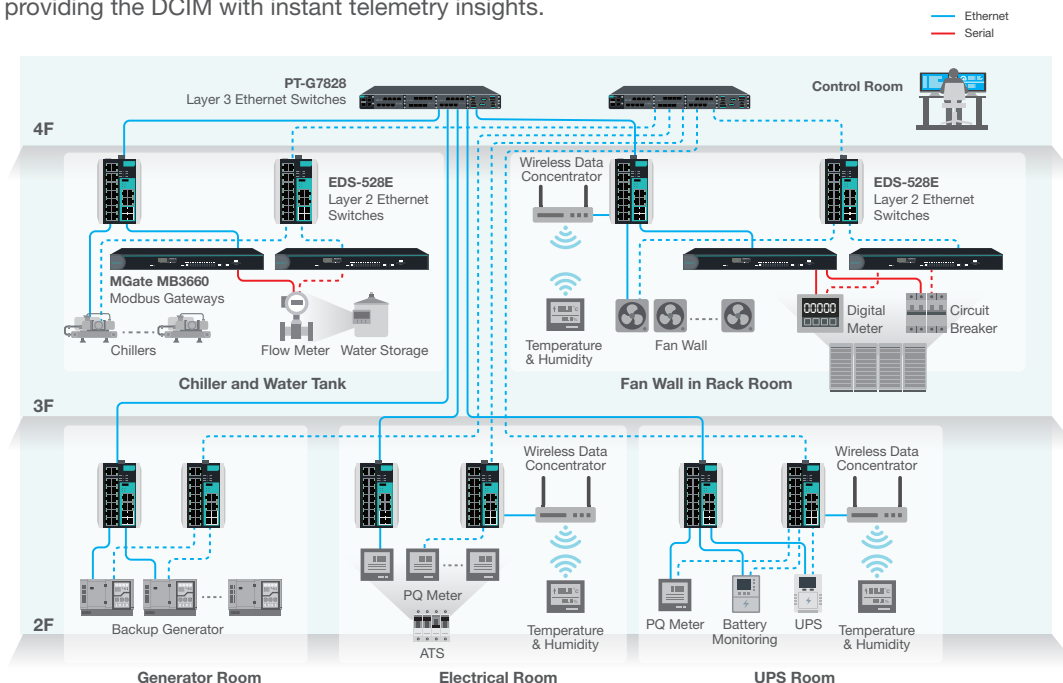 providing the DCIM with instant telemetry insights.
Ethernet
Serial
PT-G7828
Layer 3 Ethernet Switches
Control Room
4F
EDS-528E
Layer 2 Ethernet
Switches
MGate MB3660
Modbus Gateways
Chillers
Flow Meter
Water Storage
Chiller and Water Tank
Wireless Data
Concentrator
Temperature
& Humidity
Fan Wall
EDS-528E
Layer 2 Ethernet
Switches
00000
Digital
Meter
Circuit
Breaker
Fan Wall in Rack Room
3F
Backup Generator
Generator Room
PQ Meter
ATS
Wireless Data
Concentrator
Temperature
& Humidity
Electrical Room
PQ Meter
Battery
Monitoring
UPS
Wireless Data
Concentrator
Temperature
& Humidity
UPS Room
2F